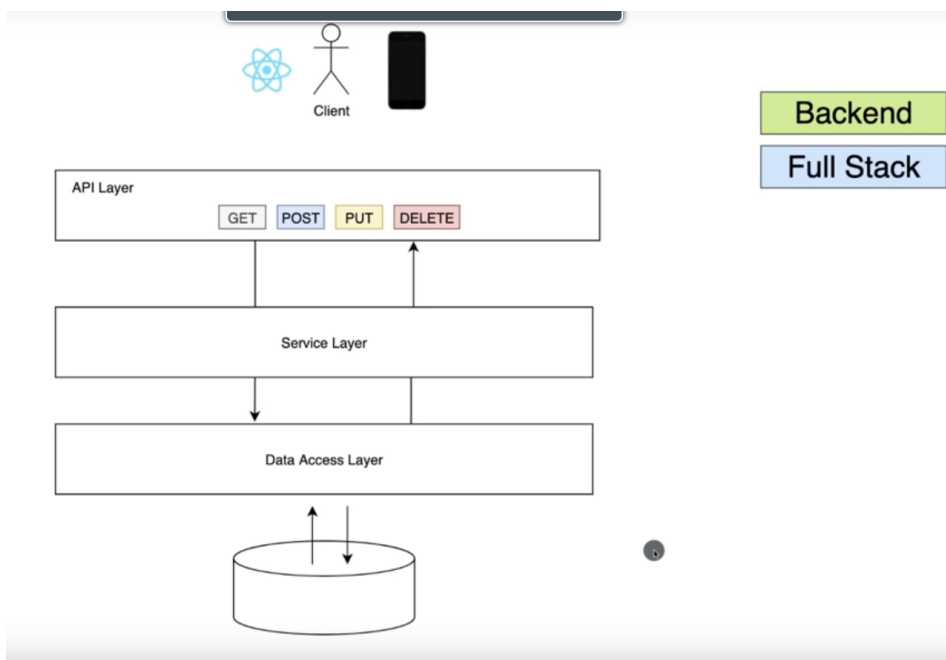 Client
Backend
Full Stack
API Layer
GET POST PUT DELETE
Service Layer
Data Access Layer